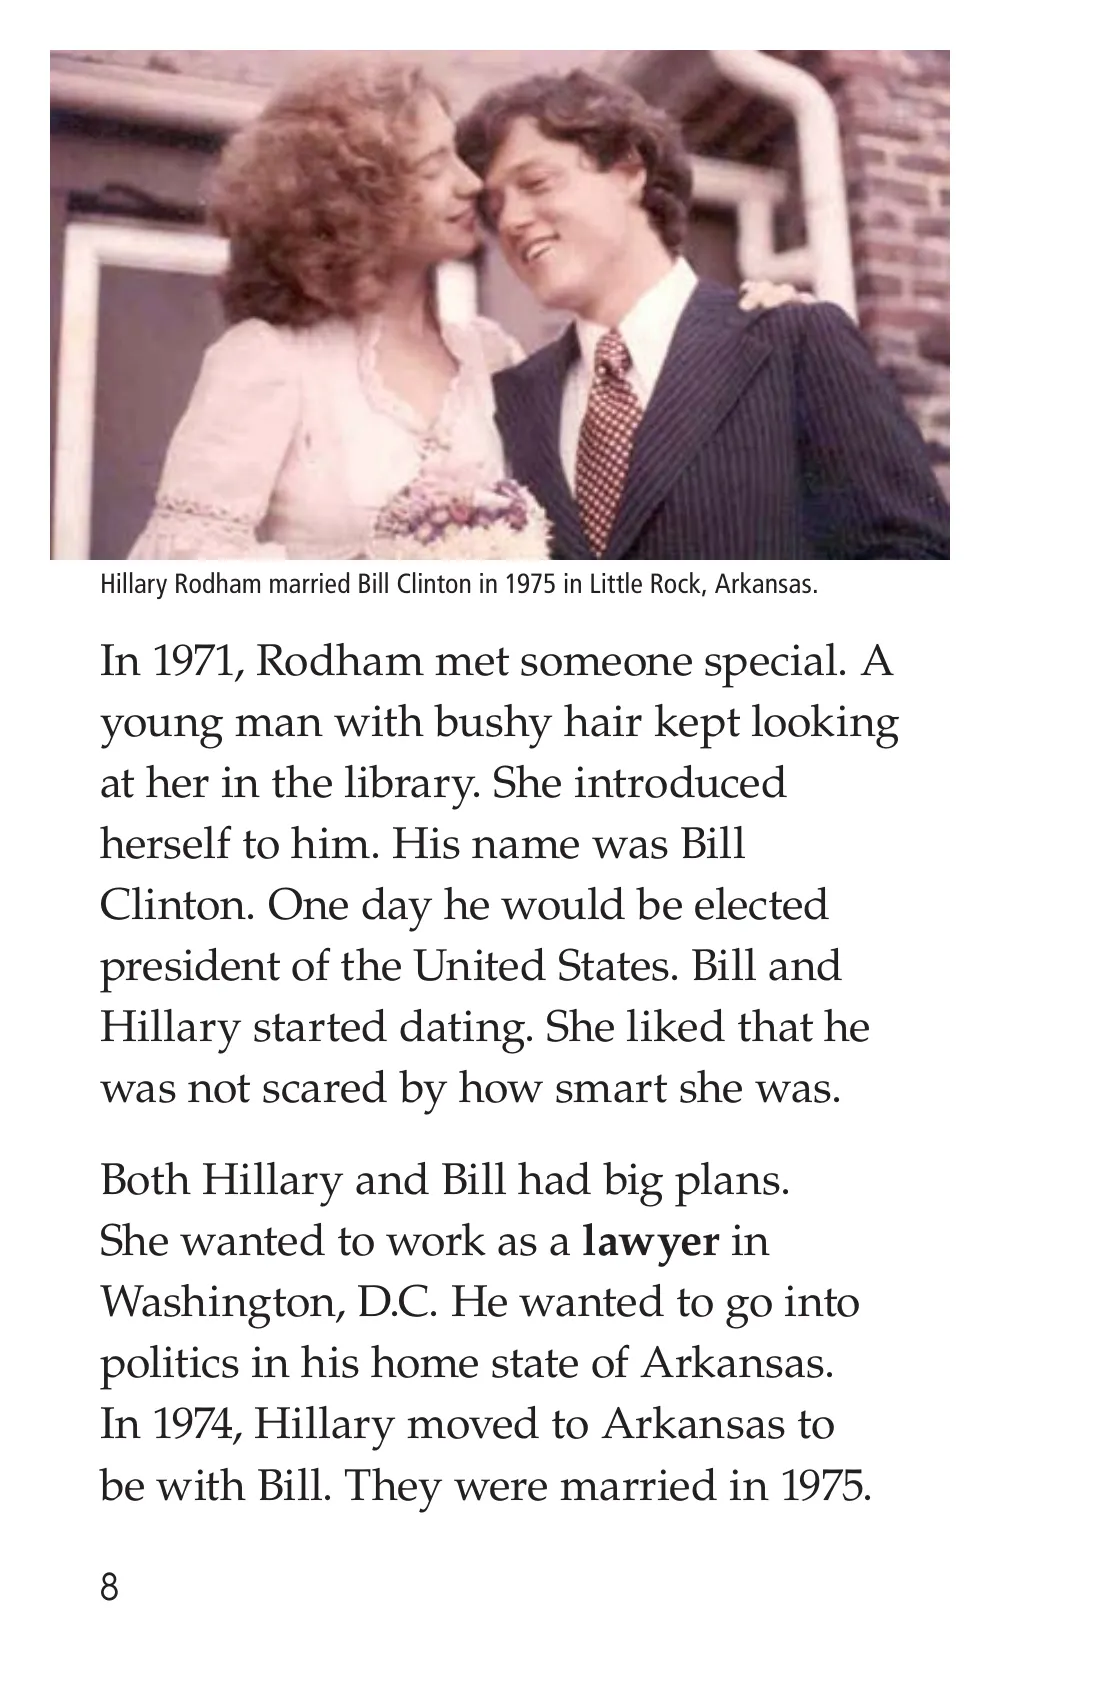 Hillary Rodham married Bill Clinton in 1975 in Little Rock, Arkansas.
In 1971, Rodham met someone special. A
young man with bushy hair kept looking
at her in the library. She introduced
herself to him. His name was Bill
Clinton. One day he would be elected
president of the United States. Bill and
Hillary started dating. She liked that he
was not scared by how smart she was.
Both Hillary and Bill had big plans.
She wanted to work as a lawyer in
Washington, D.C. He wanted to go into
politics in his home state of Arkansas.
In 1974, Hillary moved to Arkansas to
be with Bill. They were married in 1975.
8